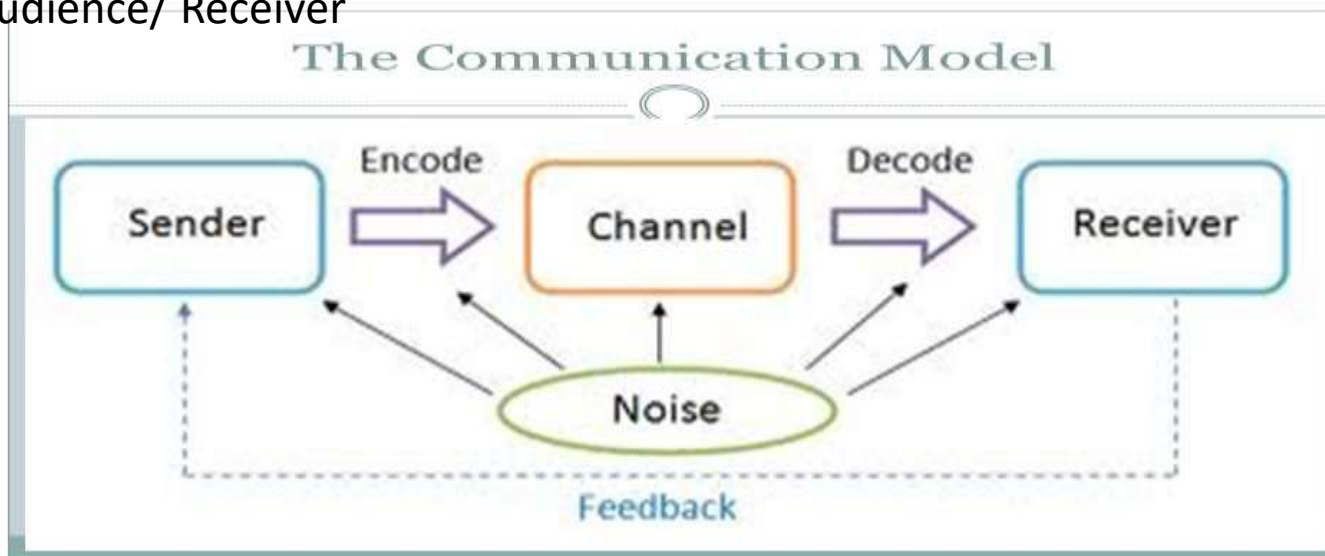 udience/ Receiver
The Communication Model
Encode
Decode
Sender
Channel
Receiver
Noise
Feedback